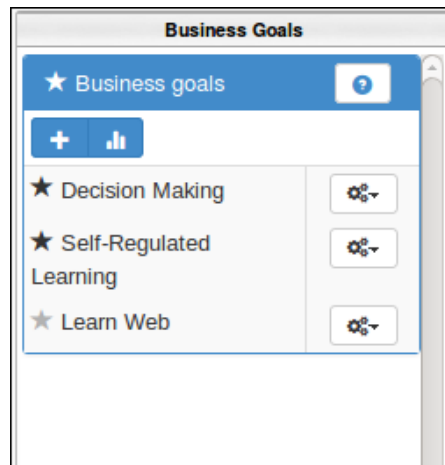 Business Goals
Business goals
Decision Making
Self-Regulated
Learning
Learn Web